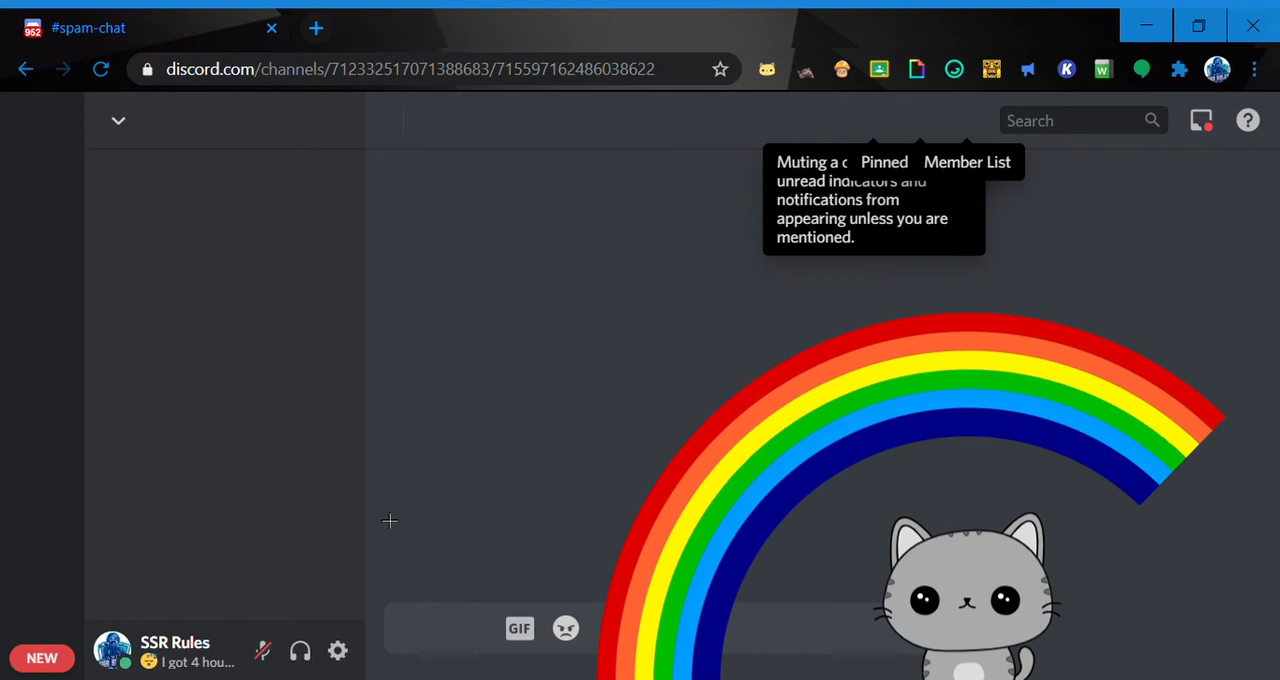 952
#spam-chat
discord.com/channels/712332517071388683/715597162486038622
K
W
Search
?
Muting a c
Pinned
Member List
unread indicators and
notifications from
appearing unless you are
mentioned.
GIF
NEW
SSR Rules
I got 4 hou...